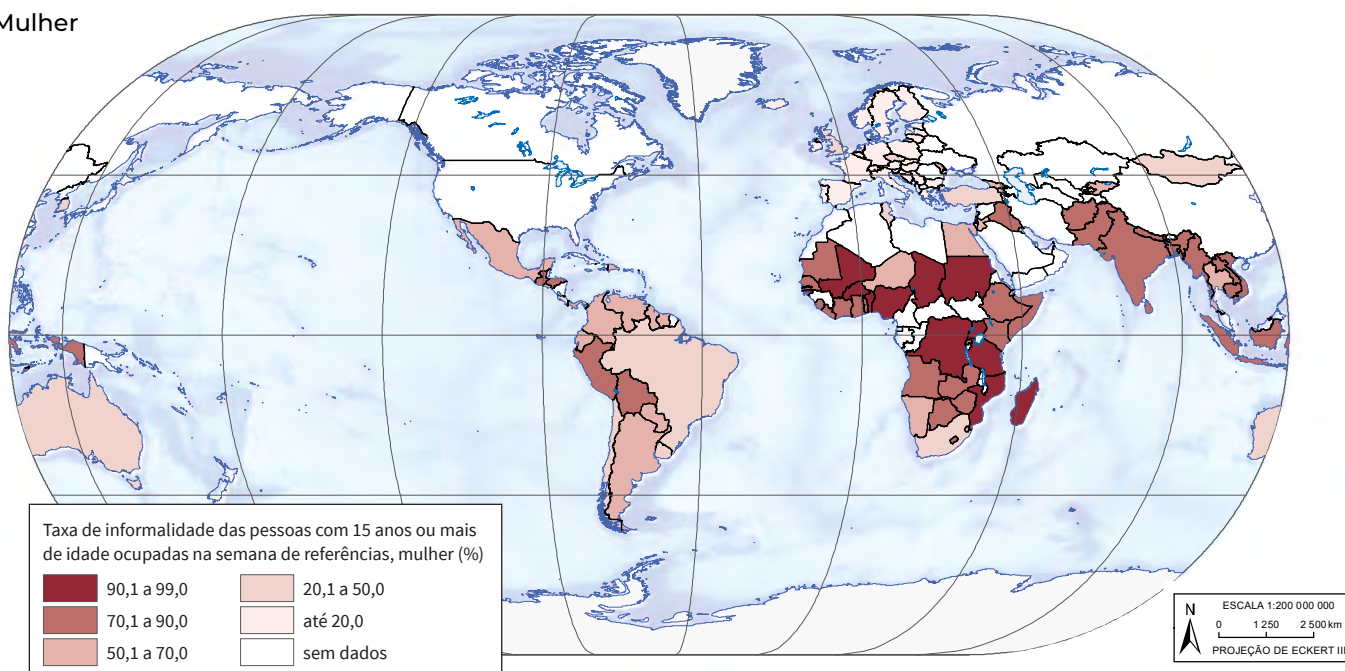 Mulher
Taxa de informalidade das pessoas com 15 anos ou mais
de idade ocupadas na semana de referências, mulher (%)
90,1 a 99,0
70,1 a 90,0
50,1 a 70,0
20,1 a 50,0
até 20,0
sem dados
N
ESCALA 1:200 000 000
0 1 250 2 500 km
PROJEÇÃO DE ECKERT III